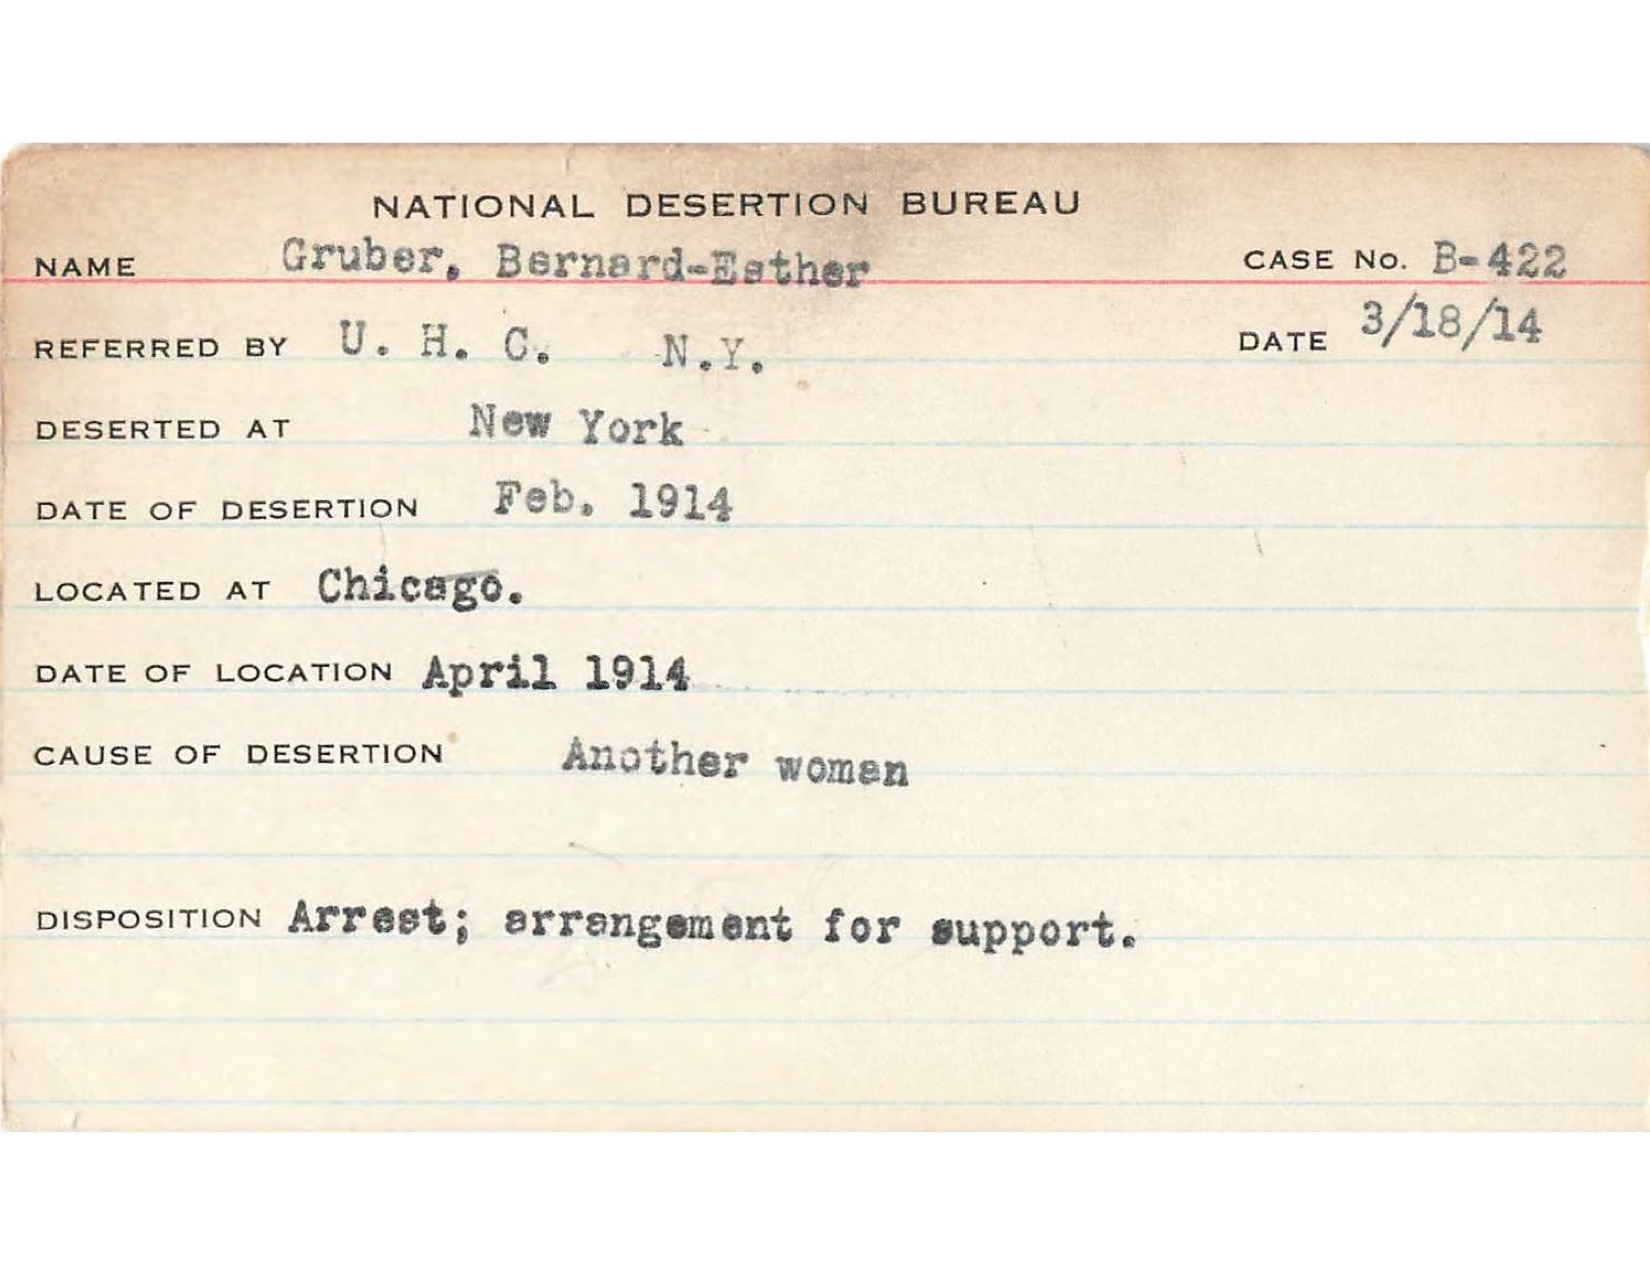 NATIONAL DESERTION BUREAU
NAME Gruber, Bernard-Esther CASE No. B-422
REFERRED BY U. H. C. N.Y. DATE 3/18/14
DESERTED AT New York
DATE OF DESERTION Feb. 1914
LOCATED AT Chicago.
DATE OF LOCATION April 1914
CAUSE OF DESERTION Another woman
DISPOSITION Arrest; arrangement for support.